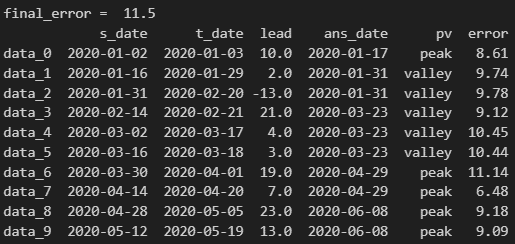 final_error =  11.5
            s_date      t_date  lead    ans_date      pv  error
data_0  2020-01-02  2020-01-03  10.0  2020-01-17    peak   8.61
data_1  2020-01-16  2020-01-29   2.0  2020-01-31  valley   9.74
data_2  2020-01-31  2020-02-20 -13.0  2020-01-31  valley   9.78
data_3  2020-02-14  2020-02-21  21.0  2020-03-23  valley   9.12
data_4  2020-03-02  2020-03-17   4.0  2020-03-23  valley  10.45
data_5  2020-03-16  2020-03-18   3.0  2020-03-23  valley  10.44
data_6  2020-03-30  2020-04-01  19.0  2020-04-29    peak  11.14
data_7  2020-04-14  2020-04-20   7.0  2020-04-29    peak   6.48
data_8  2020-04-28  2020-05-05  23.0  2020-06-08    peak   9.18
data_9  2020-05-12  2020-05-19  13.0  2020-06-08    peak   9.09